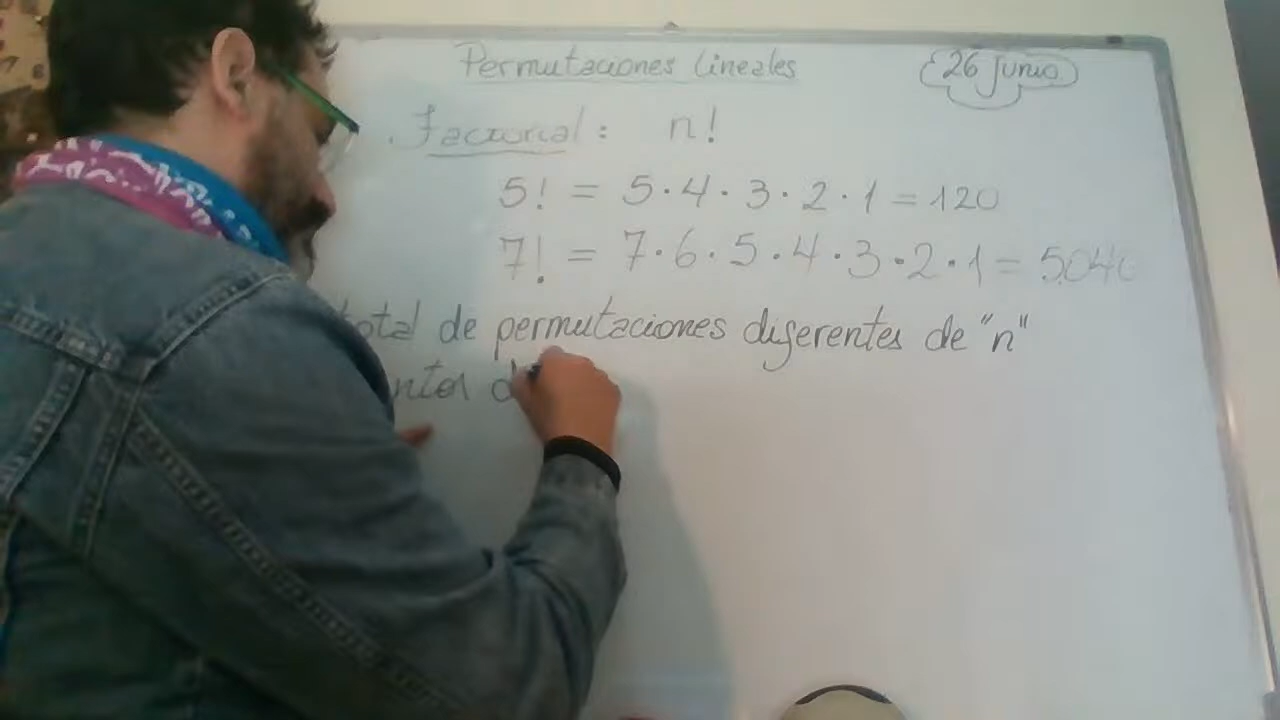 Permutaciones lineales
26 Junio
. Factorial : n!
5! = 5·4·3·2·1 = 120
7! = 7·6·5·4·3·2·1 = 5.040
total de permutaciones diferentes de "n"